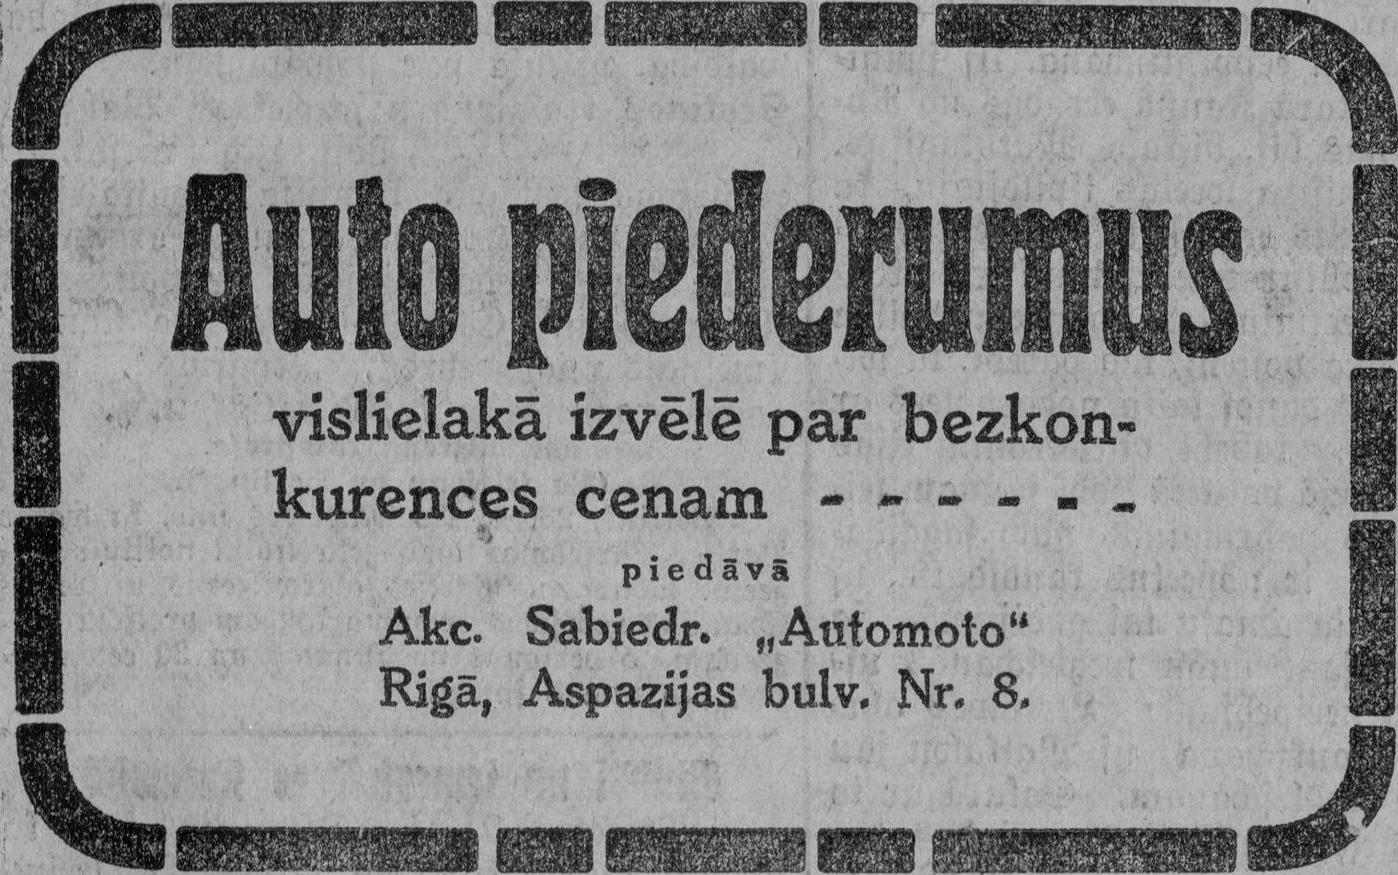 Auto piederumus
vislielakā izvēlē par bezkon-
kurences cenam - - - - - -
piedāvā
Akc. Sabiedr. „Automoto“
Rigā, Aspazijas bulv. Nr. 8.